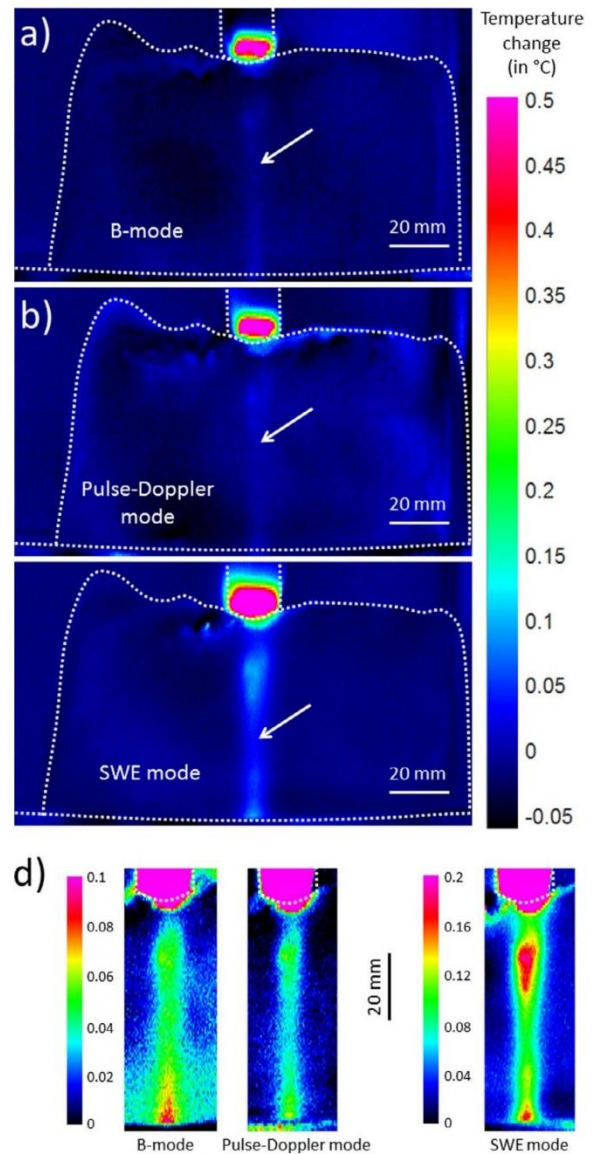 Temperature
change
(in °C)
a)
B-mode
20 mm
b)
Pulse-Doppler
mode
20 mm
SWE mode
20 mm
0.5
0.45
0.4
0.35
0.3
0.25
0.2
0.15
0.1
0.05
0
-0.05
d)
0.1
0.08
0.06
0.04
0.02
0
B-mode
Pulse-Doppler mode
20 mm
0.2
0.16
0.12
0.08
0.04
0
SWE mode